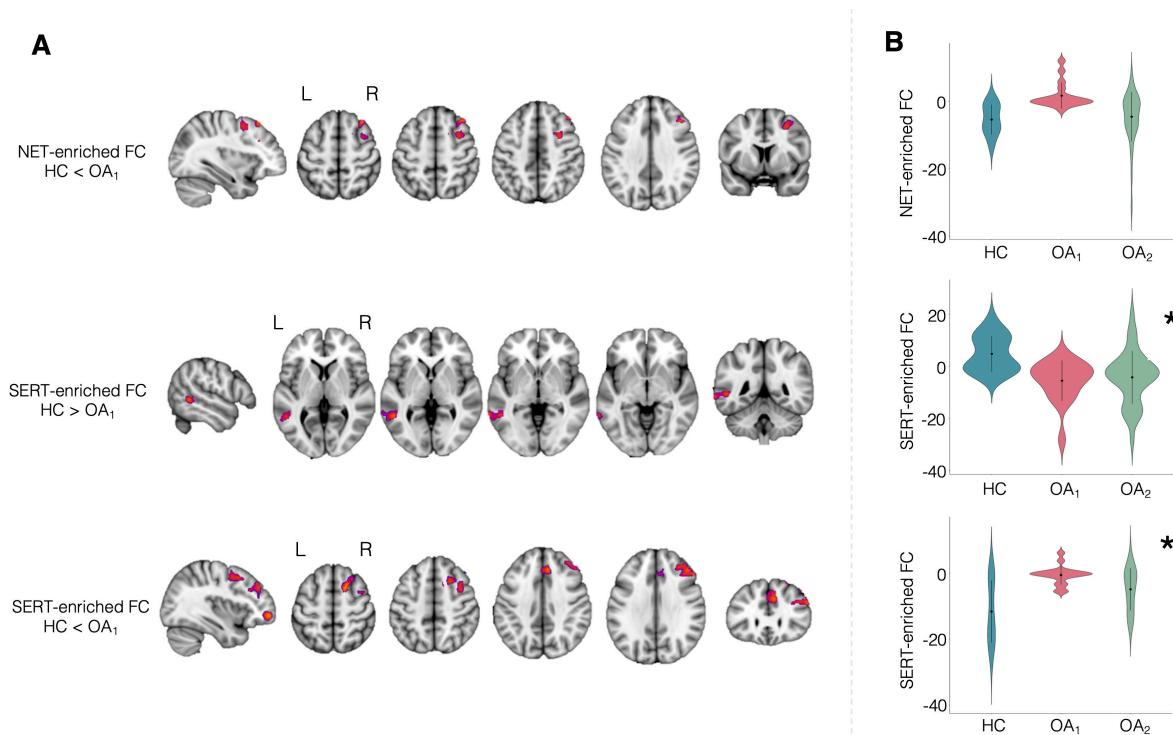 A
L R
NET-enriched FC
HC < OA₁
L R
SERT-enriched FC
HC > OA₁
L R
SERT-enriched FC
HC < OA₁
B
NET-enriched FC
0
-20
-40
HC OA₁ OA₂
SERT-enriched FC
20
0
-20
-40
*
HC OA₁ OA₂
SERT-enriched FC
0
-20
-40
*
HC OA₁ OA₂